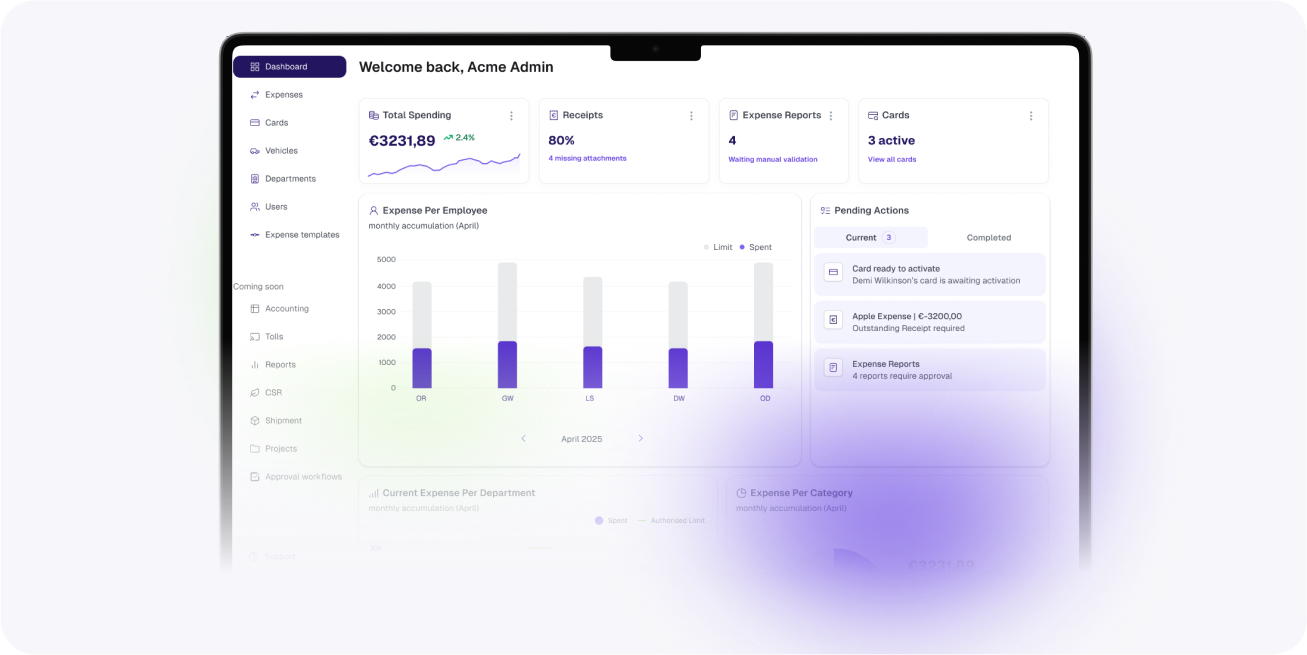 Dashboard
Expenses
Cards
Vehicles
Departments
Users
Expense templates
Coming soon
Accounting
Tolls
Reports
CSR
Shipment
Projects
Approval workflows
Support
Welcome back, Acme Admin
Total Spending
€3231,89 2.4%
Receipts
80%
4 missing attachments
Expense Reports
4
Waiting manual validation
Cards
3 active
View all cards
Expense Per Employee
monthly accumulation (April)
Limit Spent
5000
4000
3000
2000
1000
0
OR GW LS DW OD
April 2025
Pending Actions
Current 3 Completed
Card ready to activate
Demi Wilkinson's card is awaiting activation
Apple Expense | €-3200,00
Outstanding Receipt required
Expense Reports
4 reports require approval
Current Expense Per Department
monthly accumulation (April)
Spent Authorised Limit
Expense Per Category
monthly accumulation (April)
€3231,89